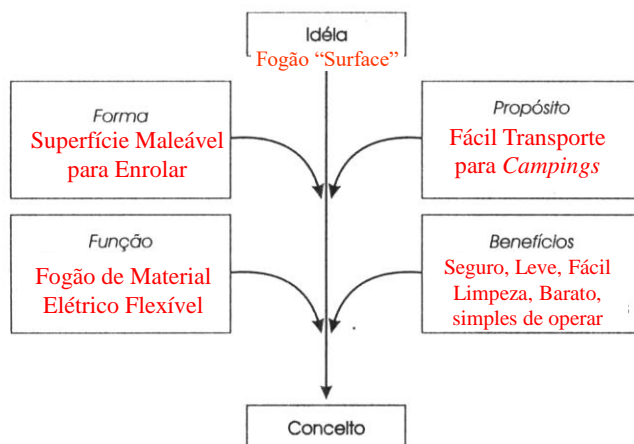 Idéia
Fogão “Surface”
Forma
Superfície Maleável
para Enrolar
Propósito
Fácil Transporte
para Campings
Função
Fogão de Material
Elétrico Flexível
Benefícios
Seguro, Leve, Fácil
Limpeza, Barato,
simples de operar
Conceito